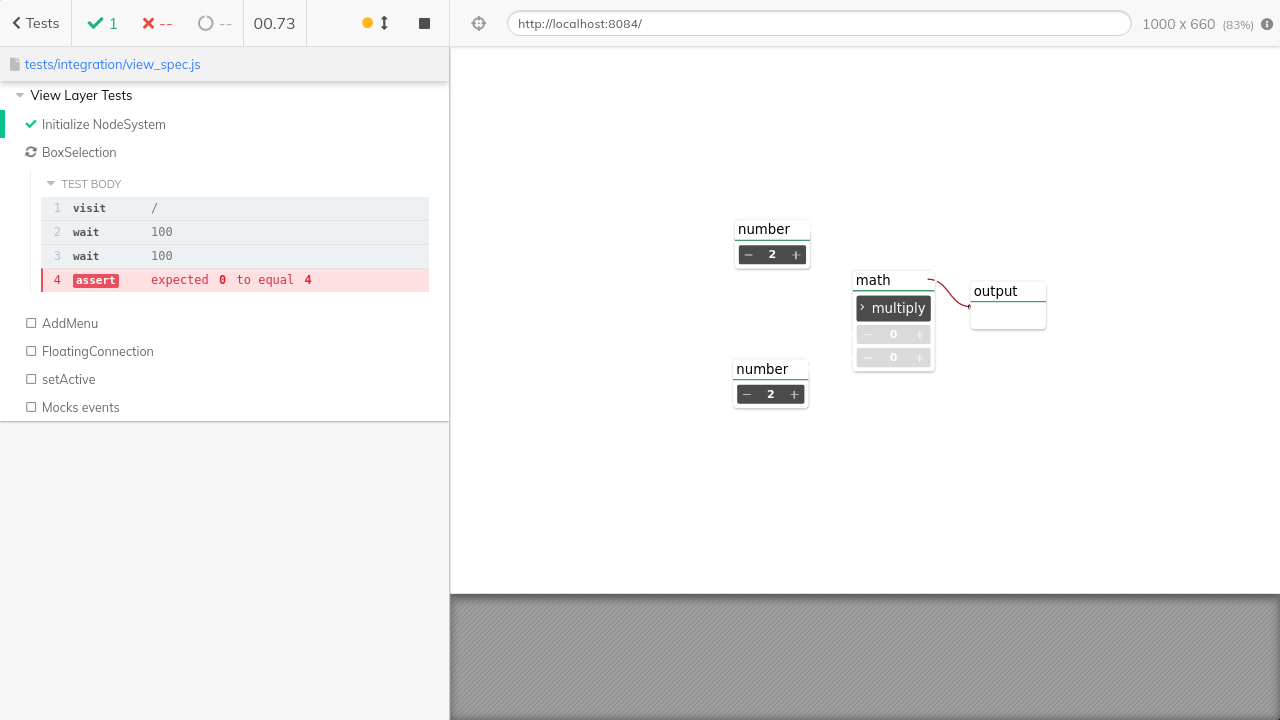 Tests
1
--
--
00.73
http://localhost:8084/
1000 x 660 (83%)
tests/integration/view_spec.js
View Layer Tests
Initialize NodeSystem
BoxSelection
TEST BODY
1 visit /
2 wait 100
3 wait 100
4 assert expected 0 to equal 4
AddMenu
FloatingConnection
setActive
Mocks events
number
− 2 +
math
› multiply
− 0 +
− 0 +
output
number
− 2 +